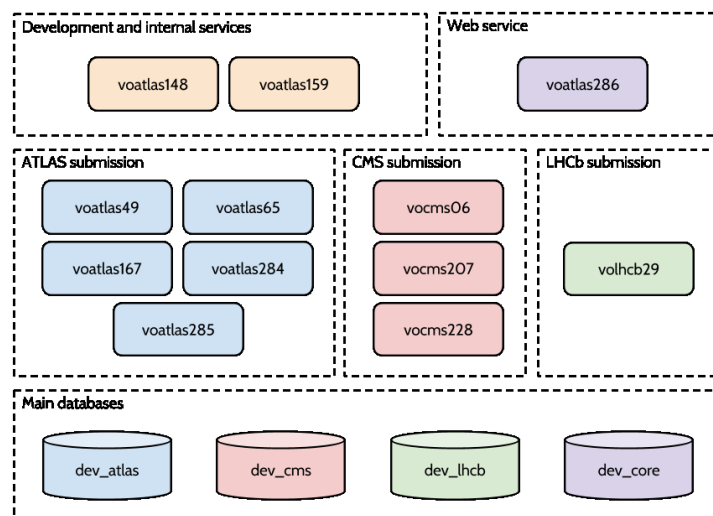 Development and internal services
voatlas148
voatlas159
Web service
voatlas286
ATLAS submission
voatlas49
voatlas65
voatlas167
voatlas284
voatlas285
CMS submission
vocms06
vocms207
vocms228
LHCb submission
volhcb29
Main databases
dev_atlas
dev_cms
dev_lhcb
dev_core